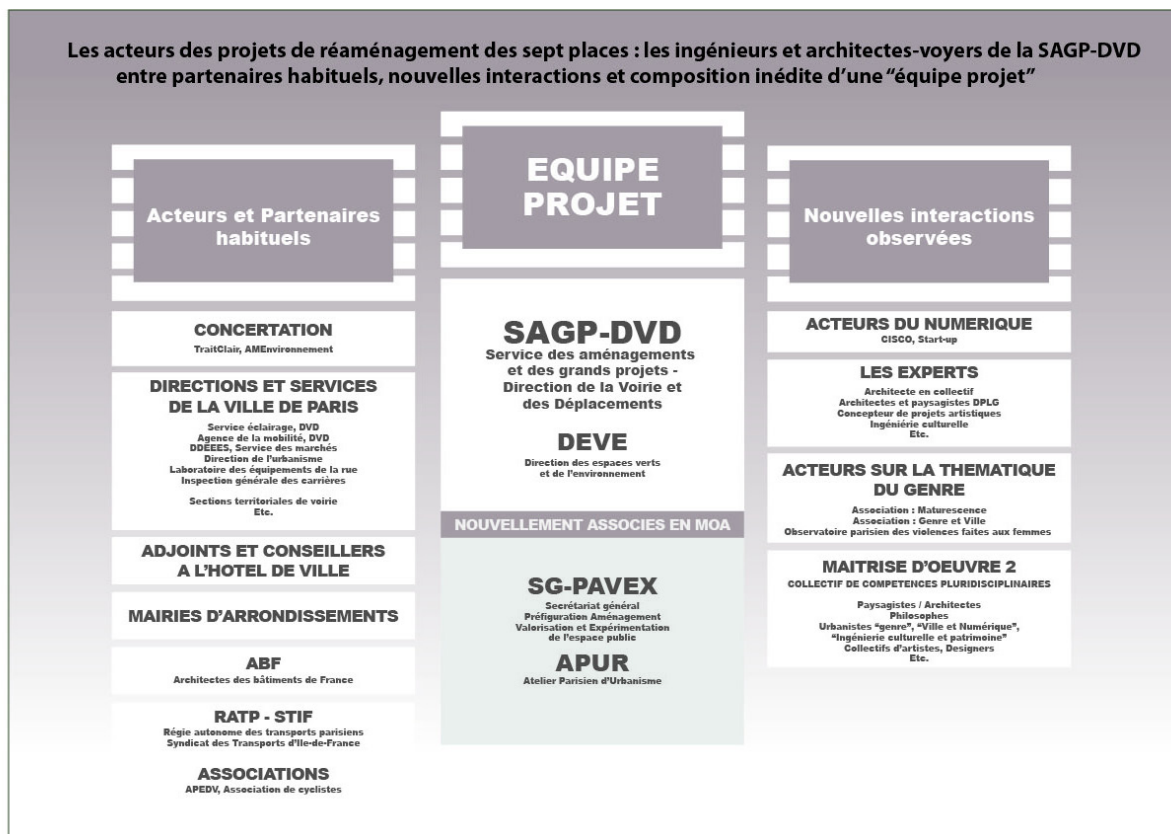 Les acteurs des projets de réaménagement des sept places : les ingénieurs et architectes-voyers de la SAGP-DVD
entre partenaires habituels, nouvelles interactions et composition inédite d’une “équipe projet”
Acteurs et Partenaires
habituels
CONCERTATION
TraitClair, AMEnvironnement
DIRECTIONS ET SERVICES
DE LA VILLE DE PARIS
Service éclairage, DVD
Agence de la mobilité, DVD
DDEEES, Service des marchés
Direction de l’urbanisme
Laboratoire des équipements de la rue
Inspection générale des carrières
Sections territoriales de voirie
Etc.
ADJOINTS ET CONSEILLERS
A L’HOTEL DE VILLE
MAIRIES D’ARRONDISSEMENTS
ABF
Architectes des bâtiments de France
RATP - STIF
Régie autonome des transports parisiens
Syndicat des Transports d’Ile-de-France
ASSOCIATIONS
APEDV, Association de cyclistes
EQUIPE
PROJET
SAGP-DVD
Service des aménagements
et des grands projets -
Direction de la Voirie et
des Déplacements
DEVE
Direction des espaces verts
et de l’environnement
NOUVELLEMENT ASSOCIES EN MOA
SG-PAVEX
Secrétariat général
Préfiguration Aménagement
Valorisation et Expérimentation
de l’espace public
APUR
Atelier Parisien d’Urbanisme
Nouvelles interactions
observées
ACTEURS DU NUMERIQUE
CISCO, Start-up
LES EXPERTS
Architecte en collectif
Architectes et paysagistes DPLG
Concepteur de projets artistiques
Ingéniérie culturelle
Etc.
ACTEURS SUR LA THEMATIQUE
DU GENRE
Association : Maturescence
Association : Genre et Ville
Observatoire parisien des violences faites aux femmes
MAITRISE D’OEUVRE 2
COLLECTIF DE COMPETENCES PLURIDISCIPLINAIRES
Paysagistes / Architectes
Philosophes
Urbanistes “genre”, “Ville et Numérique”,
“Ingénierie culturelle et patrimoine”
Collectifs d’artistes, Designers
Etc.